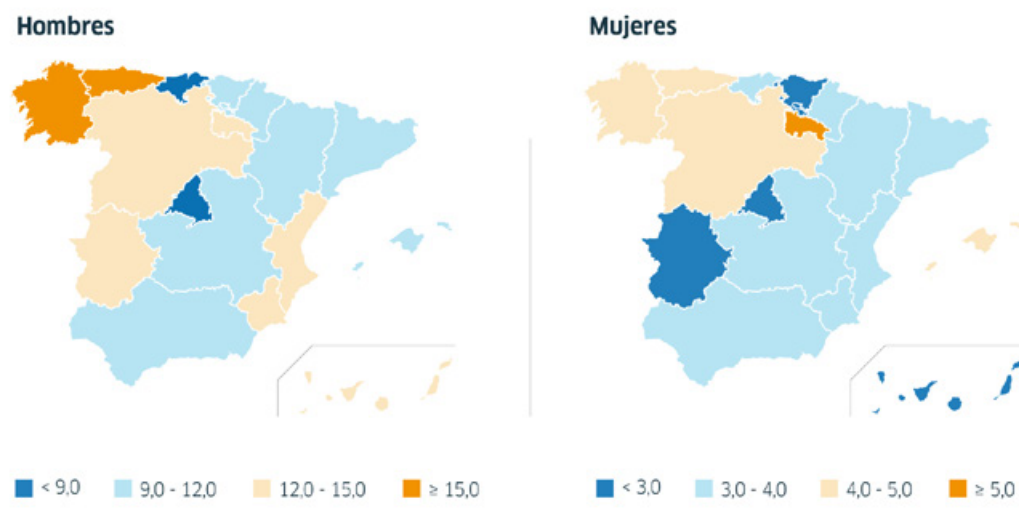 Hombres
Mujeres
< 9,0
9,0 - 12,0
12,0 - 15,0
≥ 15,0
< 3,0
3,0 - 4,0
4,0 - 5,0
≥ 5,0